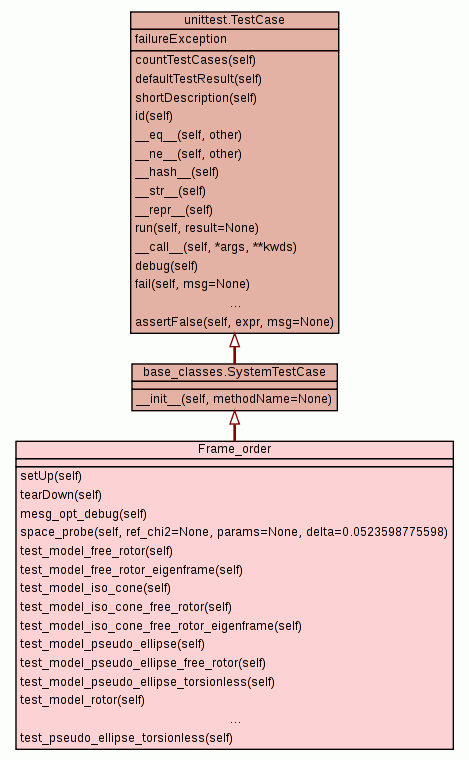 unittest.TestCase
failureException
countTestCases(self)
defaultTestResult(self)
shortDescription(self)
id(self)
__eq__(self, other)
__ne__(self, other)
__hash__(self)
__str__(self)
__repr__(self)
run(self, result=None)
__call__(self, *args, **kwds)
debug(self)
fail(self, msg=None)
...
assertFalse(self, expr, msg=None)
base_classes.SystemTestCase
__init__(self, methodName=None)
Frame_order
setUp(self)
tearDown(self)
mesg_opt_debug(self)
space_probe(self, ref_chi2=None, params=None, delta=0.0523598775598)
test_model_free_rotor(self)
test_model_free_rotor_eigenframe(self)
test_model_iso_cone(self)
test_model_iso_cone_free_rotor(self)
test_model_iso_cone_free_rotor_eigenframe(self)
test_model_pseudo_ellipse(self)
test_model_pseudo_ellipse_free_rotor(self)
test_model_pseudo_ellipse_torsionless(self)
test_model_rotor(self)
...
test_pseudo_ellipse_torsionless(self)